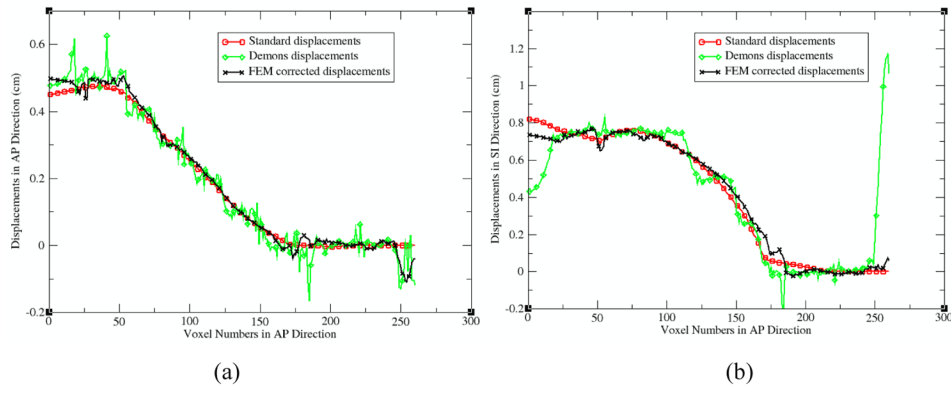 0.6
0.4
0.2
0
-0.2
Displacements in AP Direction (cm)
Standard displacements
Demons displacements
FEM corrected displacements
0 50 100 150 200 250 300
Voxel Numbers in AP Direction
(a)
1.4
1.2
1
0.8
0.6
0.4
0.2
0
-0.2
Displacements in SI Direction (cm)
Standard displacements
Demons displacements
FEM corrected displacements
0 50 100 150 200 250 300
Voxel Numbers in AP Direction
(b)